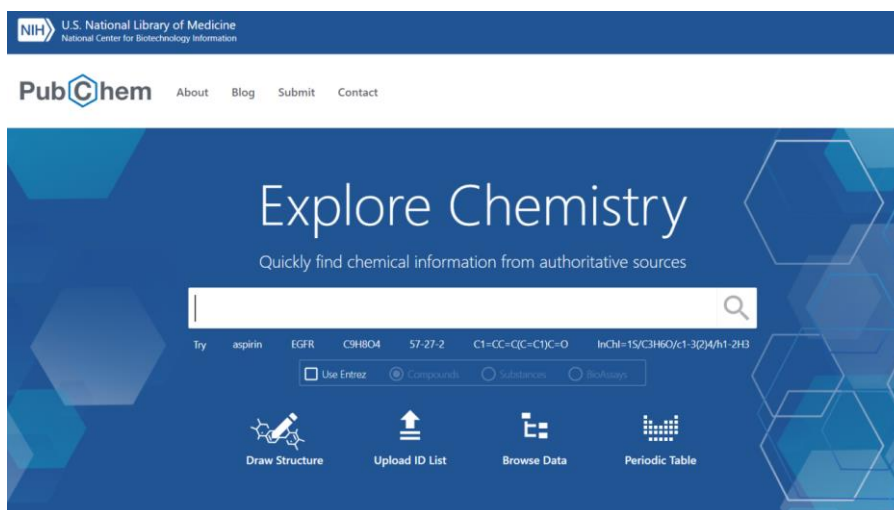 NIH U.S. National Library of Medicine
National Center for Biotechnology Information
PubChem About Blog Submit Contact
Explore Chemistry
Quickly find chemical information from authoritative sources
Try aspirin EGFR C9H8O4 57-27-2 C1=CC=C(C=C1)C=O InChI=1S/C3H6O/c1-3(2)4/h1-2H3
Use Entrez Compounds Substances BioAssays
Draw Structure Upload ID List Browse Data Periodic Table